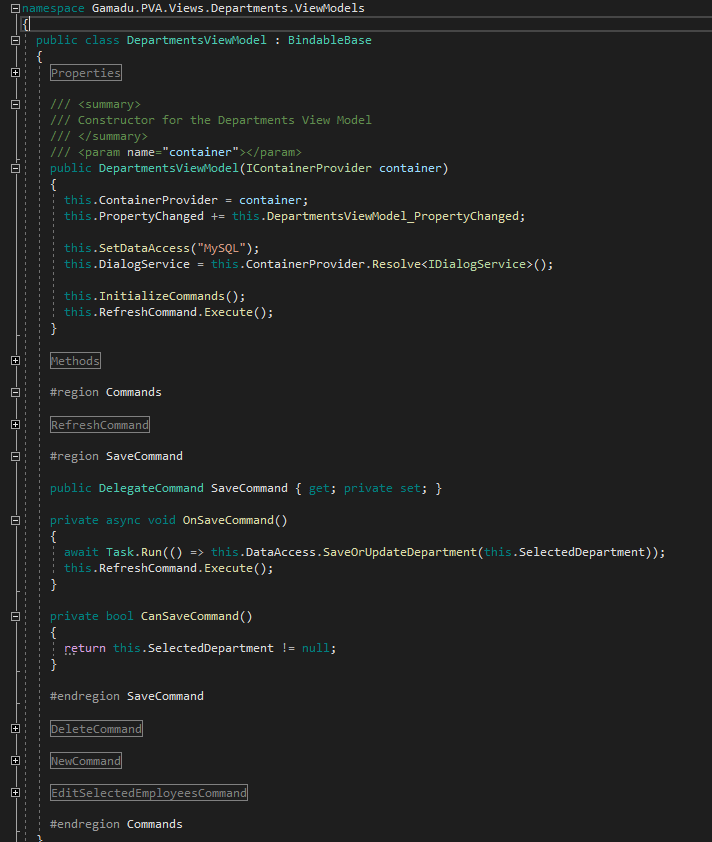 namespace Gamadu.PVA.Views.Departments.ViewModels
{
public class DepartmentsViewModel : BindableBase
{
Properties
/// <summary>
/// Constructor for the Departments View Model
/// </summary>
/// <param name="container"></param>
public DepartmentsViewModel(IContainerProvider container)
{
this.ContainerProvider = container;
this.PropertyChanged += this.DepartmentsViewModel_PropertyChanged;
this.SetDataAccess("MySQL");
this.DialogService = this.ContainerProvider.Resolve<IDialogService>();
this.InitializeCommands();
this.RefreshCommand.Execute();
}
Methods
#region Commands
RefreshCommand
#region SaveCommand
public DelegateCommand SaveCommand { get; private set; }
private async void OnSaveCommand()
{
await Task.Run(() => this.DataAccess.SaveOrUpdateDepartment(this.SelectedDepartment));
this.RefreshCommand.Execute();
}
private bool CanSaveCommand()
{
return this.SelectedDepartment != null;
}
#endregion SaveCommand
DeleteCommand
NewCommand
EditSelectedEmployeesCommand
#endregion Commands
}